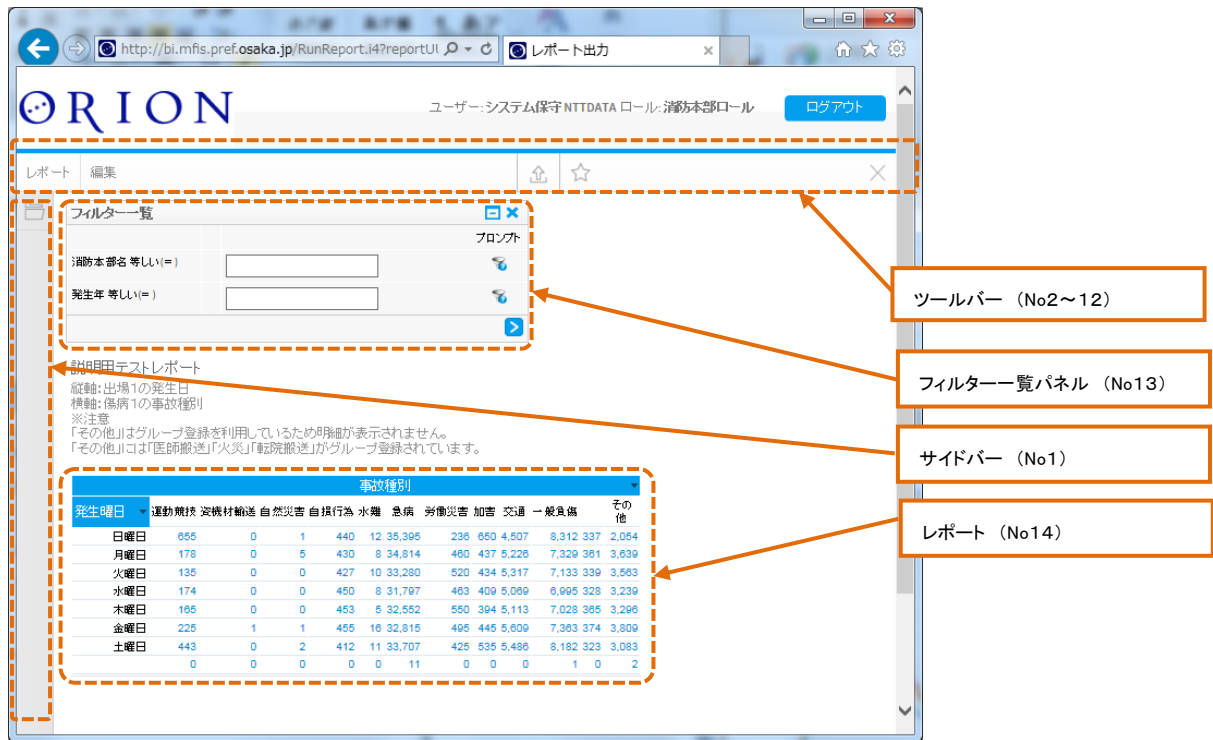 http://bi.mfis.pref.osaka.jp/RunReport.i4?reportUI
レポート出力
ORION
ユーザー:システム保守NTTDATA ロール:消防本部ロール
ログアウト
レポート 編集
フィルター一覧
プロンプト
消防本部名 等しい(=)
発生年 等しい(=)
ツールバー (No2~12)
フィルター一覧パネル (No13)
サイドバー (No1)
レポート (No14)
説明用テストレポート
縦軸:出場1の発生日
横軸:傷病1の事故種別
※注意
「その他」はグループ登録を利用しているため明細が表示されません。
「その他」には「医師搬送」「火災」「転院搬送」がグループ登録されています。
事故種別
発生曜日 運動競技 資機材輸送 自然災害 自損行為 水難 急病 労働災害 加害 交通 一般負傷 その他
日曜日 655 0 1 440 12 35,395 236 650 4,507 8,312 337 2,054
月曜日 178 0 5 430 8 34,814 460 437 5,226 7,329 361 3,639
火曜日 135 0 0 427 10 33,280 520 434 5,317 7,133 339 3,563
水曜日 174 0 0 450 8 31,797 463 409 5,069 6,995 328 3,239
木曜日 165 0 0 453 5 32,552 550 394 5,113 7,028 365 3,296
金曜日 225 1 1 455 16 32,815 495 445 5,609 7,363 374 3,809
土曜日 443 0 2 412 11 33,707 425 535 5,486 8,182 323 3,083
0 0 0 0 0 11 0 0 0 1 0 2